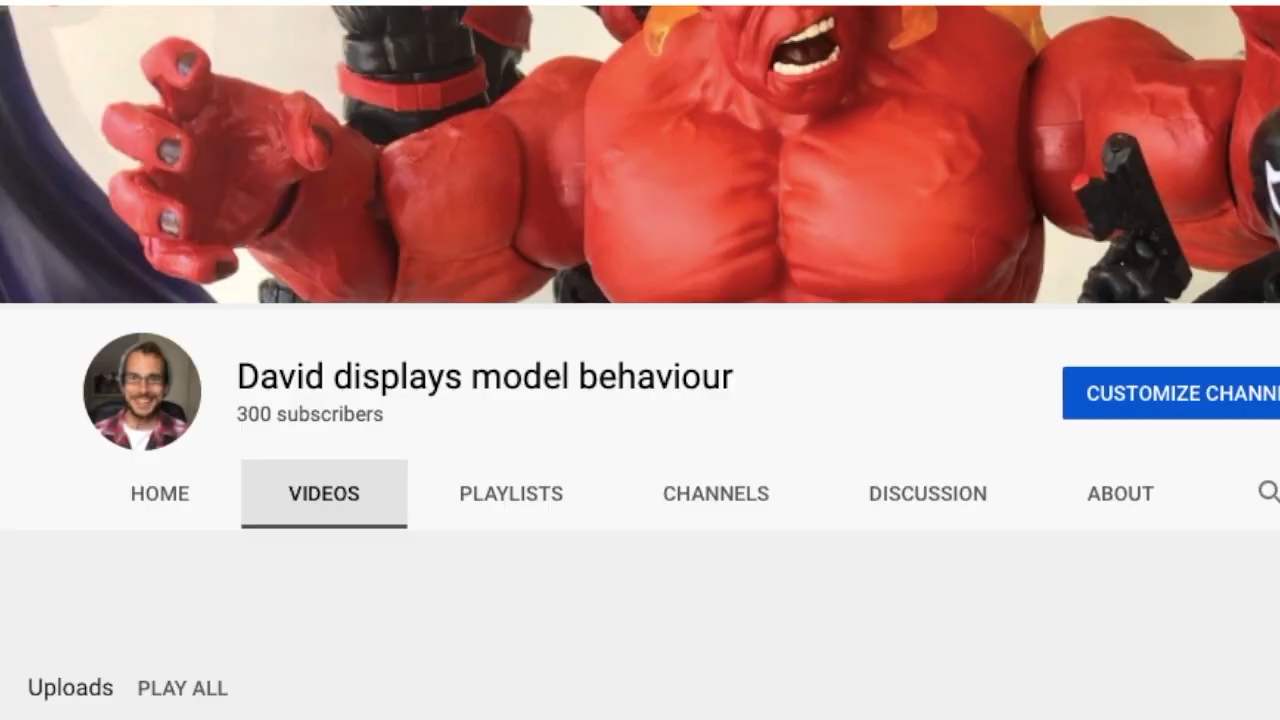 David displays model behaviour
300 subscribers
CUSTOMIZE CHANN
HOME VIDEOS PLAYLISTS CHANNELS DISCUSSION ABOUT
Uploads PLAY ALL